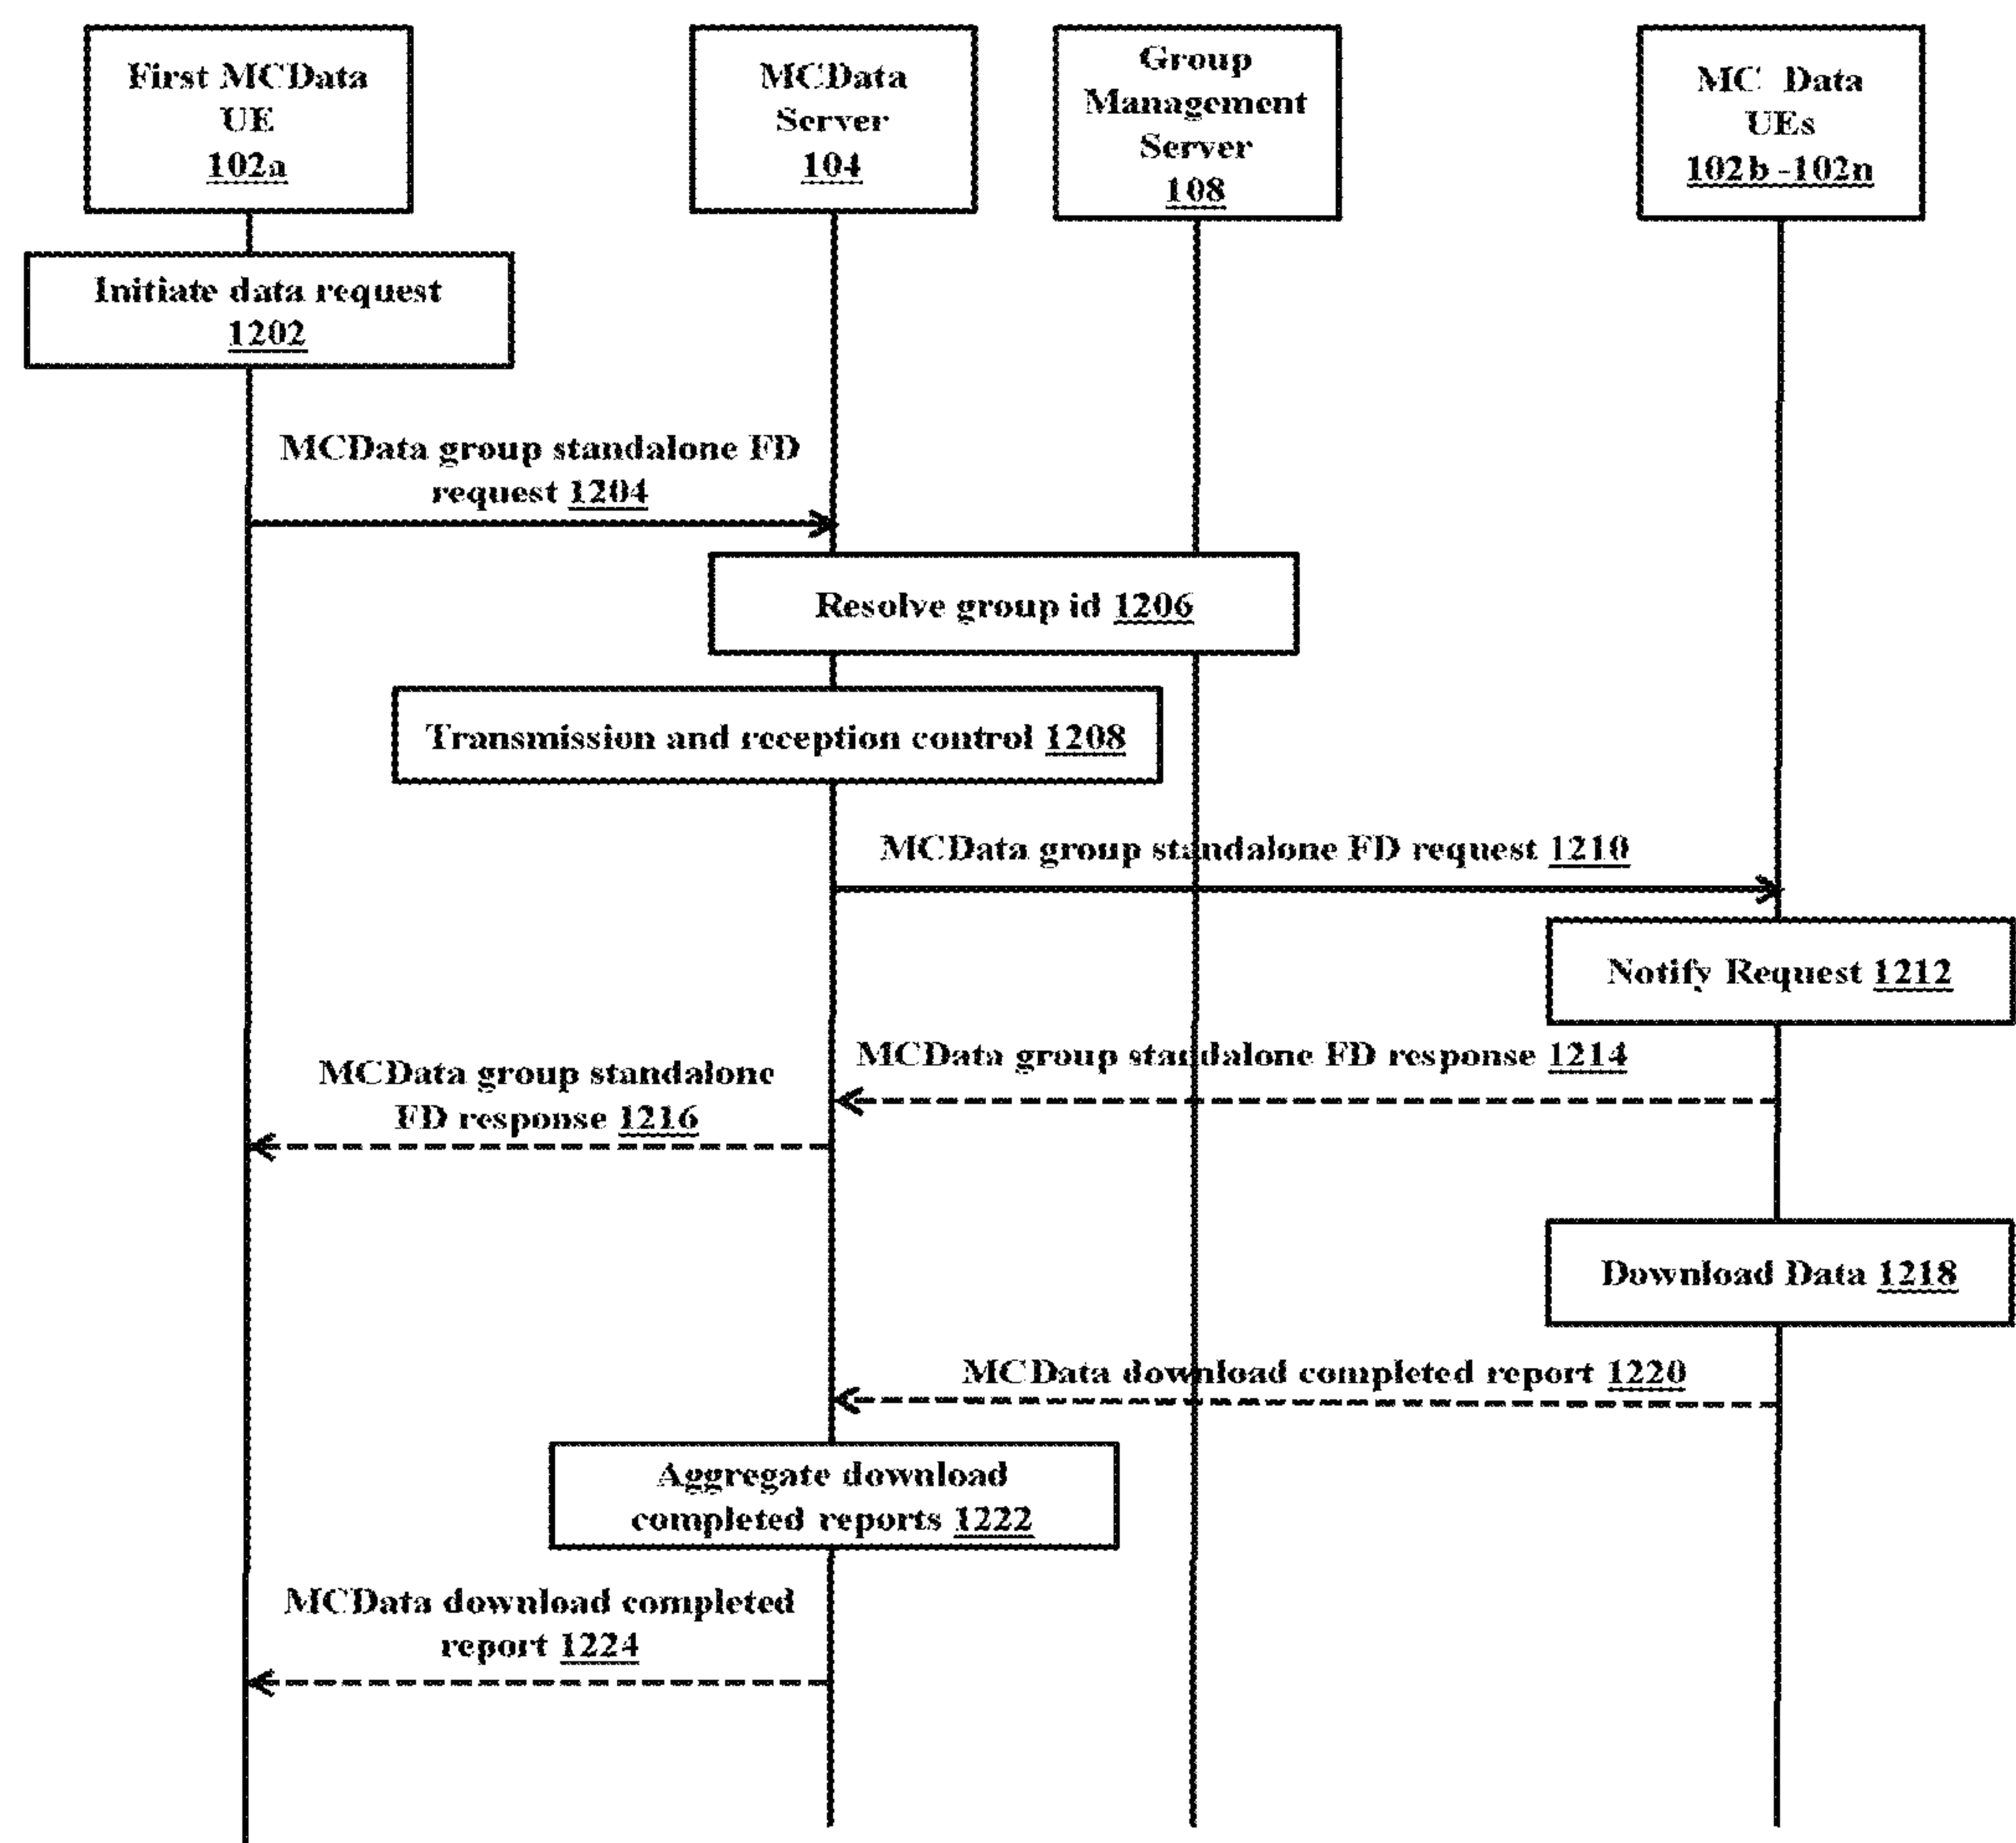 First MCData
UE
102a
MCData
Server
104
Group
Management
Server
108
MC Data
UEs
102b -102n
Initiate data request
1202
MCData group standalone FD
request 1204
Resolve group id 1206
Transmission and reception control 1208
MCData group standalone FD request 1210
Notify Request 1212
MCData group standalone FD response 1214
MCData group standalone
FD response 1216
Download Data 1218
MCData download completed report 1220
Aggregate download
completed reports 1222
MCData download completed
report 1224